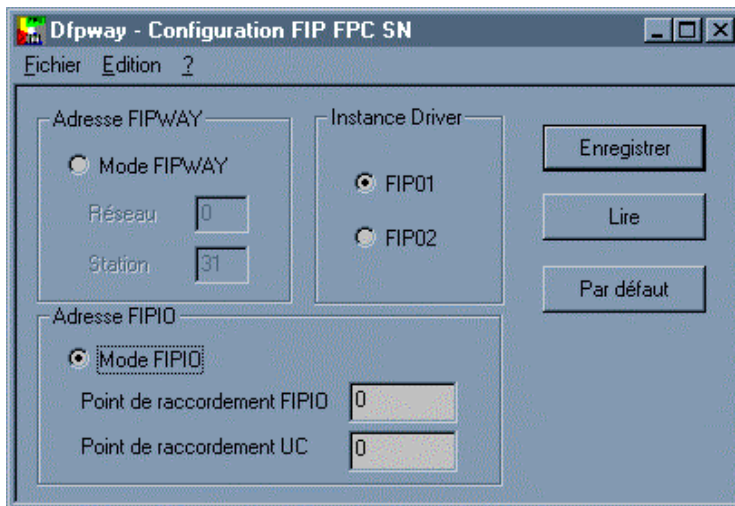 Dfpway - Configuration FIP FPC SN
Fichier Edition ?
Adresse FIPWAY
Mode FIPWAY
Réseau 0
Station 31
Instance Driver
FIP01
FIP02
Enregistrer
Lire
Par défaut
Adresse FIPIO
Mode FIPIO
Point de raccordement FIPIO 0
Point de raccordement UC 0